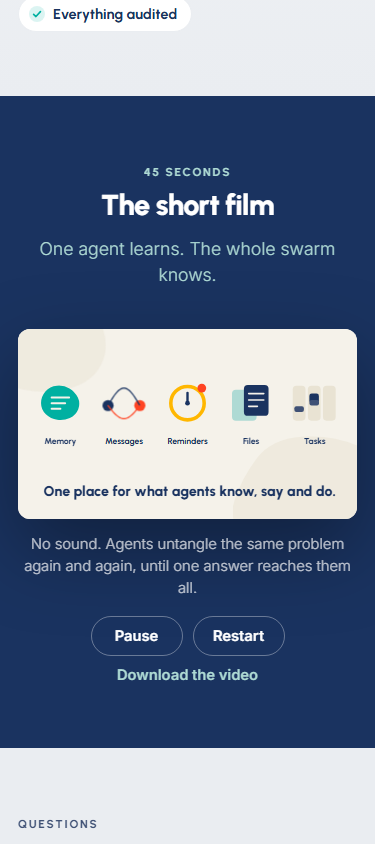 Everything audited
45 SECONDS
The short film
One agent learns. The whole swarm
knows.
Memory
Messages
Reminders
Files
Tasks
One place for what agents know, say and do.
No sound. Agents untangle the same problem
again and again, until one answer reaches them
all.
Pause
Restart
Download the video
QUESTIONS